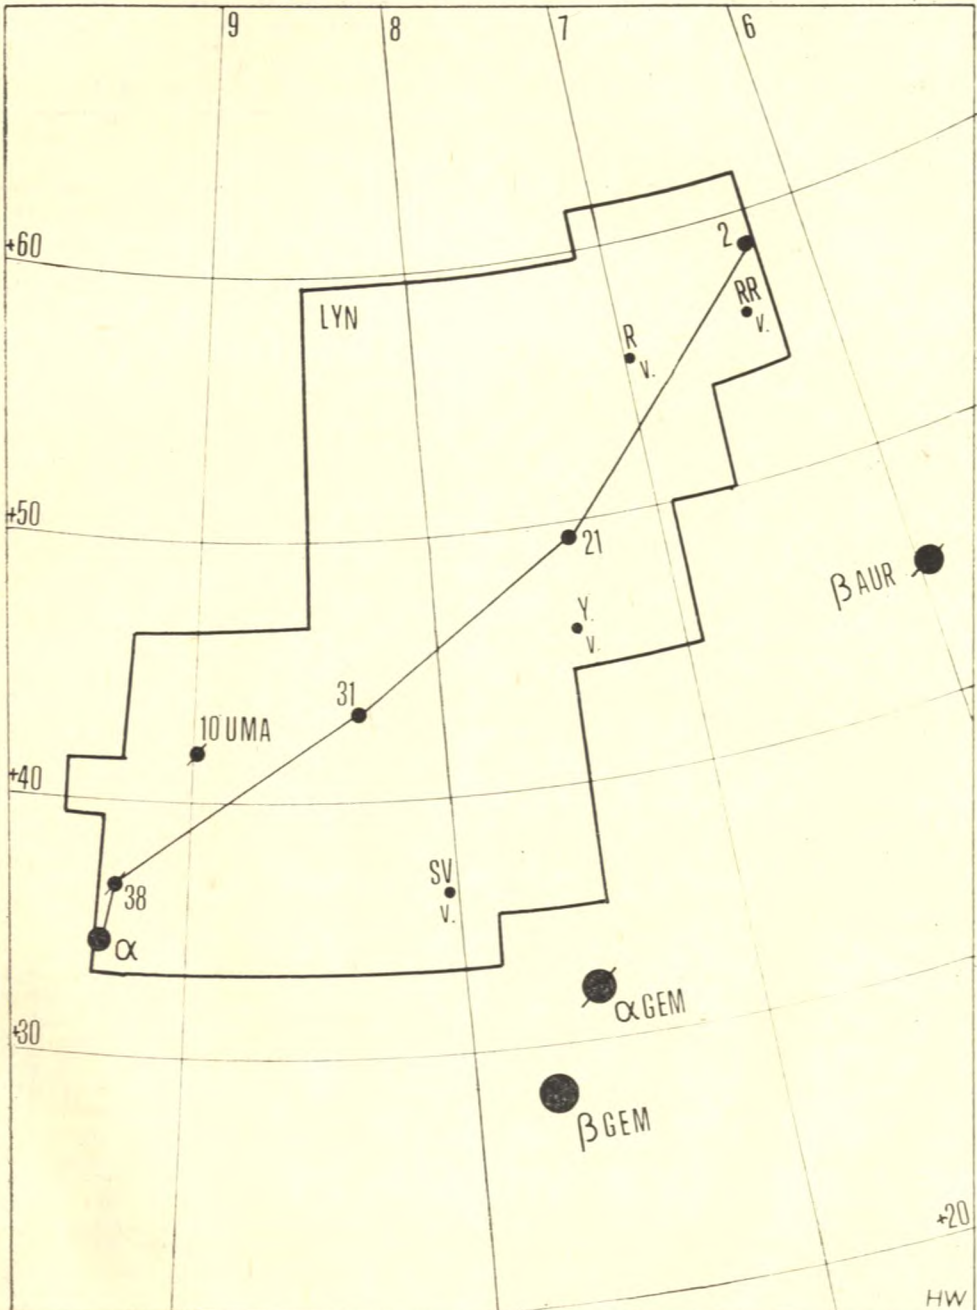 9 8 7 6
+60
2
LYN
RR
V.
R
V.
+50
21
β AUR
Y.
V.
31
10 UMA
+40
SV
V.
38
α
α GEM
+30
β GEM
+20
HW